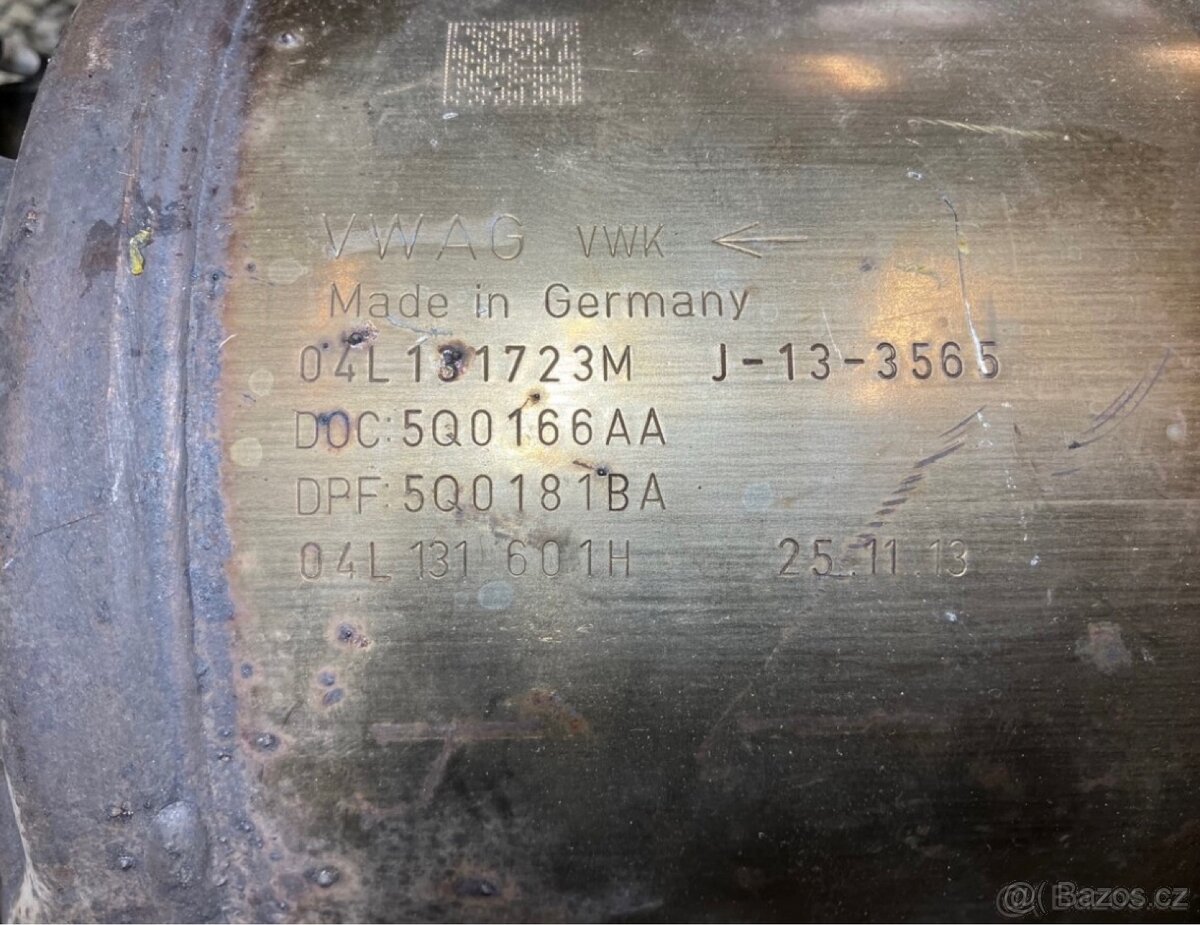 VWAG VWK ←
Made in Germany
04L131723M J-13-3565
DOC:5Q0166AA
DPF:5Q0181BA
04L 131 601H 25.11.13
@( Bazos.cz